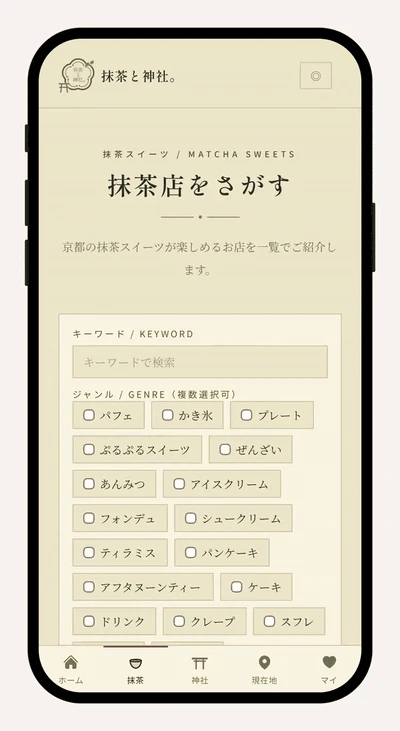 抹茶と神社。
抹茶スイーツ / MATCHA SWEETS
抹茶店をさがす
京都の抹茶スイーツが楽しめるお店を一覧でご紹介し
ます。
キーワード / KEYWORD
キーワードで検索
ジャンル / GENRE（複数選択可）
パフェ かき氷 プレート
ぷるぷるスイーツ ぜんざい
あんみつ アイスクリーム
フォンデュ シュークリーム
ティラミス パンケーキ
アフタヌーンティー ケーキ
ドリンク クレープ スフレ
ホーム 抹茶 神社 現在地 マイ